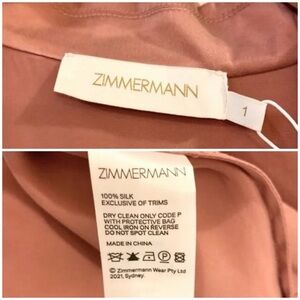 ZIMMERMANN
1
ZIMMERMANN
100% SILK
EXCLUSIVE OF TRIMS
DRY CLEAN ONLY CODE P
WITH PROTECTIVE BAG
COOL IRON ON REVERSE
DO NOT SPOT CLEAN
MADE IN CHINA
© Zimmermann Wear Pty Ltd
2021, Sydney.